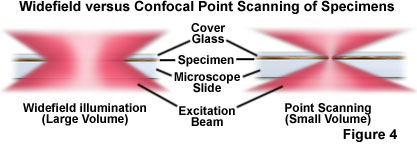 Widefield versus Confocal Point Scanning of Specimens
Cover
Glass
Specimen
Microscope
Slide
Widefield illumination
(Large Volume)
Excitation
Beam
Point Scanning
(Small Volume)
Figure 4